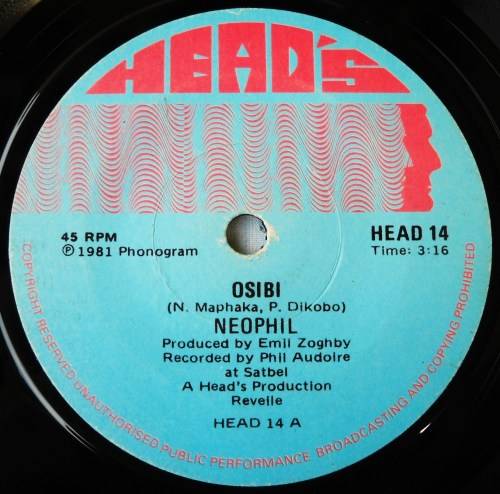 HEAD'S
45 RPM
℗ 1981 Phonogram
HEAD 14
Time: 3:16
OSIBI
(N. Maphaka, P. Dikobo)
NEOPHIL
Produced by Emil Zoghby
Recorded by Phil Audoire
at Satbel
A Head's Production
Reveile
HEAD 14 A
COPYRIGHT RESERVED UNAUTHORISED PUBLIC PERFORMANCE BROADCASTING AND COPYING PROHIBITED